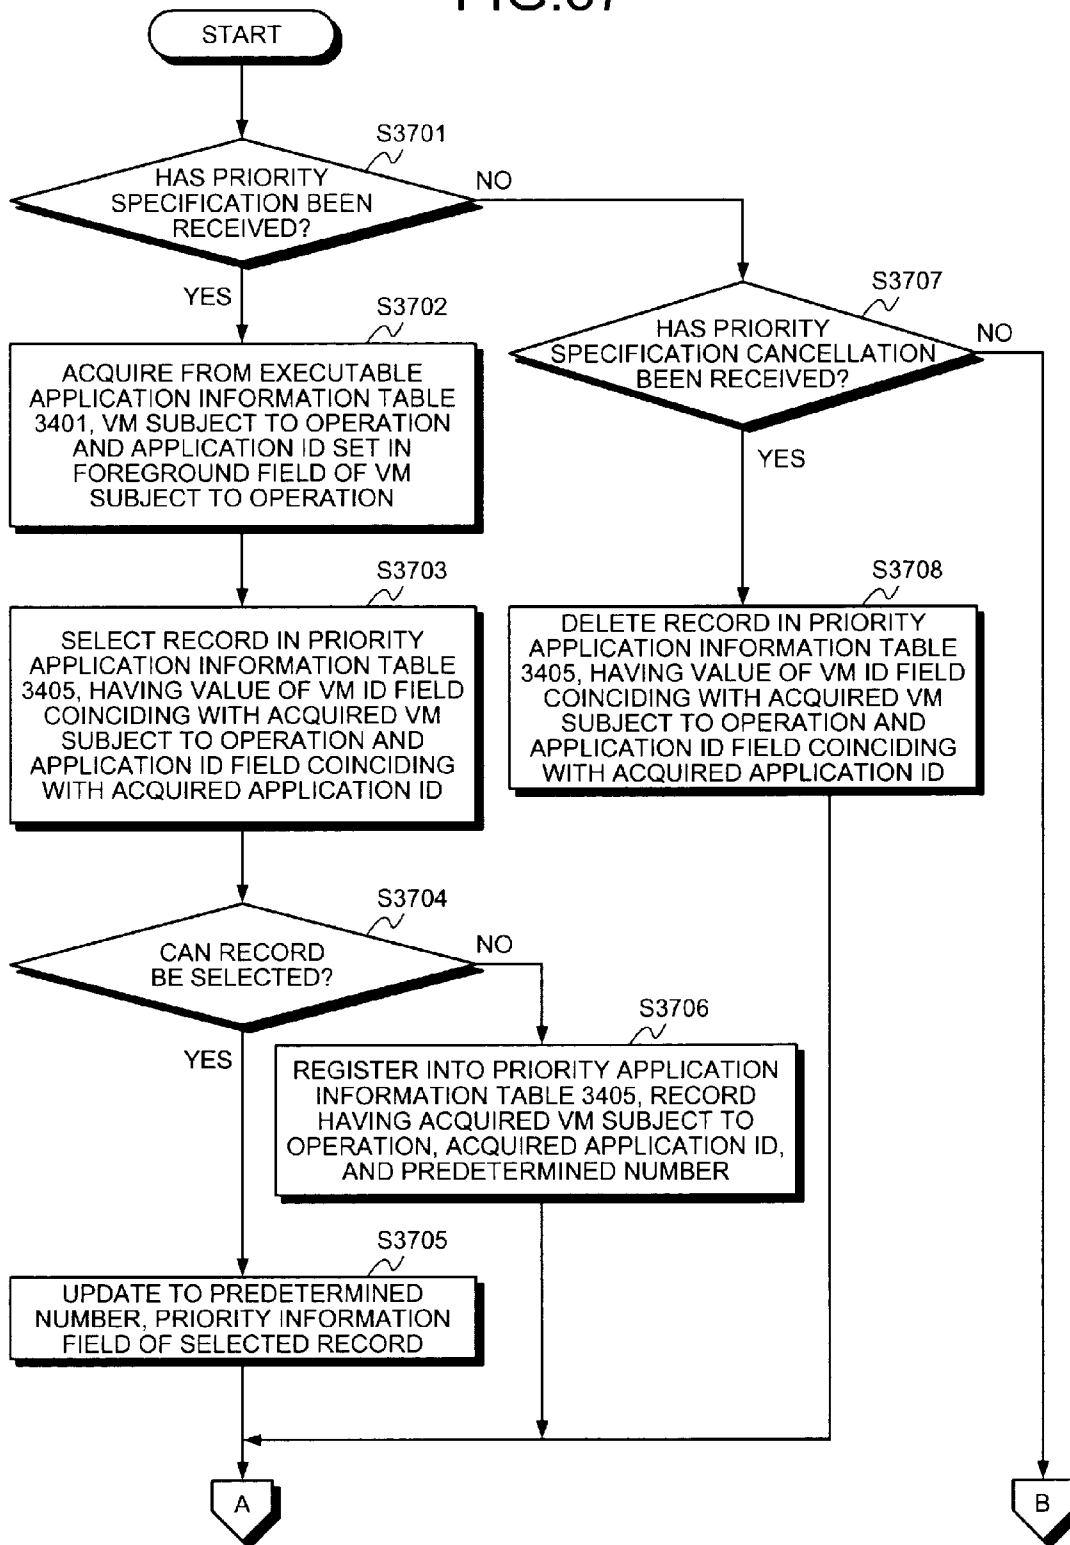 START
S3701
HAS PRIORITY
SPECIFICATION BEEN
RECEIVED?
NO
YES
S3702
ACQUIRE FROM EXECUTABLE
APPLICATION INFORMATION TABLE
3401, VM SUBJECT TO OPERATION
AND APPLICATION ID SET IN
FOREGROUND FIELD OF VM
SUBJECT TO OPERATION
S3707
HAS PRIORITY
SPECIFICATION CANCELLATION
BEEN RECEIVED?
NO
YES
S3703
SELECT RECORD IN PRIORITY
APPLICATION INFORMATION TABLE
3405, HAVING VALUE OF VM ID FIELD
COINCIDING WITH ACQUIRED VM
SUBJECT TO OPERATION AND
APPLICATION ID FIELD COINCIDING
WITH ACQUIRED APPLICATION ID
S3708
DELETE RECORD IN PRIORITY
APPLICATION INFORMATION TABLE
3405, HAVING VALUE OF VM ID FIELD
COINCIDING WITH ACQUIRED VM
SUBJECT TO OPERATION AND
APPLICATION ID FIELD COINCIDING
WITH ACQUIRED APPLICATION ID
S3704
CAN RECORD
BE SELECTED?
NO
YES
S3706
REGISTER INTO PRIORITY APPLICATION
INFORMATION TABLE 3405, RECORD
HAVING ACQUIRED VM SUBJECT TO
OPERATION, ACQUIRED APPLICATION ID,
AND PREDETERMINED NUMBER
S3705
UPDATE TO PREDETERMINED
NUMBER, PRIORITY INFORMATION
FIELD OF SELECTED RECORD
A
B